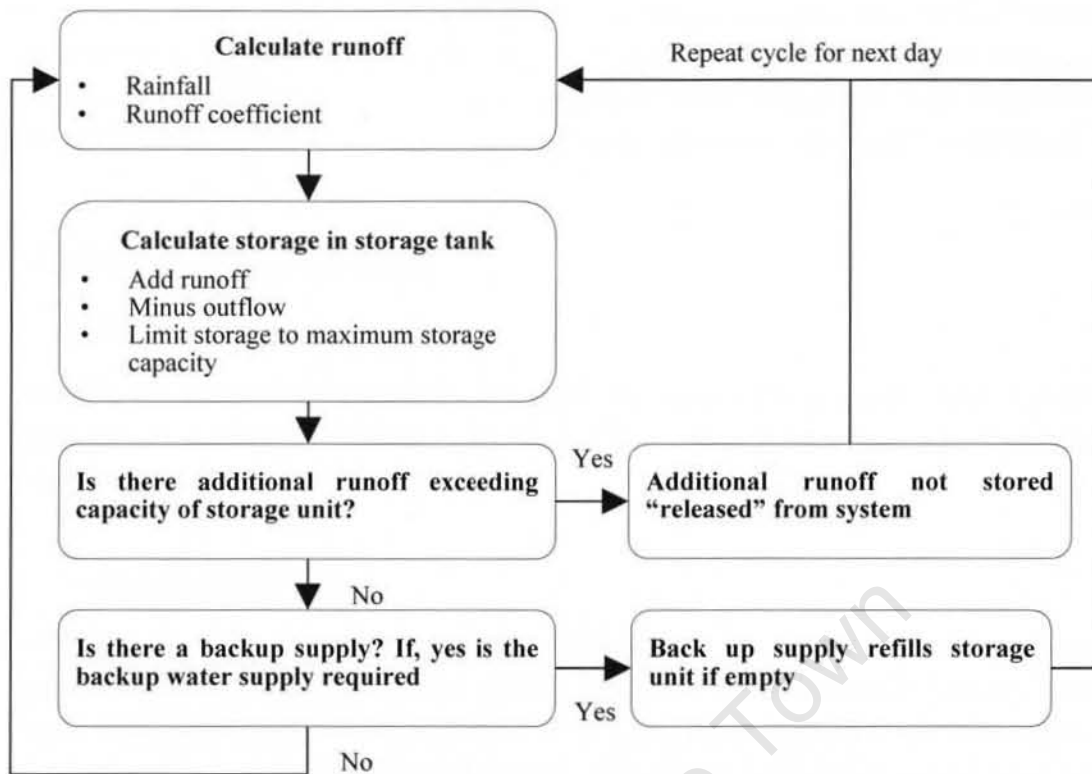 Calculate runoff
• Rainfall
• Runoff coefficient
Repeat cycle for next day
Calculate storage in storage tank
• Add runoff
• Minus outflow
• Limit storage to maximum storage
capacity
Is there additional runoff exceeding
capacity of storage unit?
Yes
Additional runoff not stored
“released” from system
No
Is there a backup supply? If, yes is the
backup water supply required
Yes
Back up supply refills storage
unit if empty
No
Town